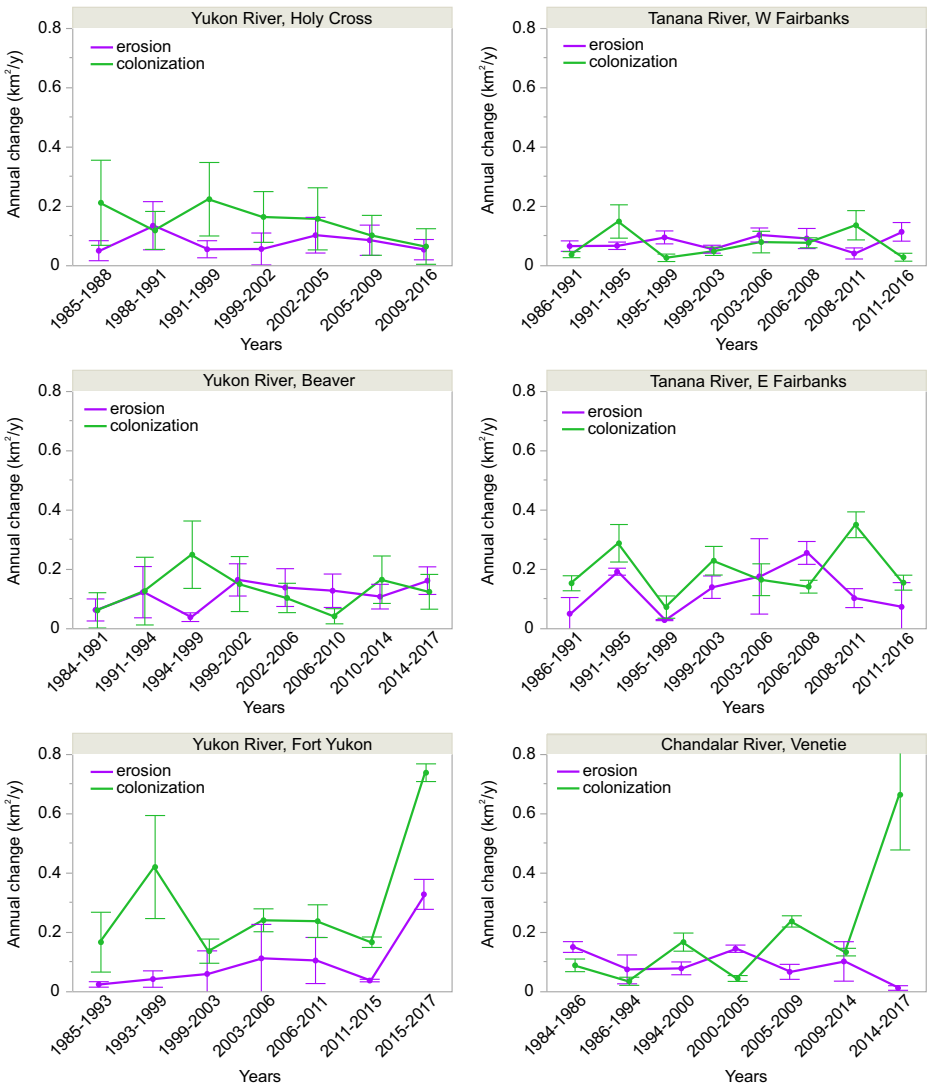 Yukon River, Holy Cross
Annual change (km²/y)
0.8
0.6
0.4
0.2
0
erosion
colonization
1985-1988
1988-1991
1991-1999
1999-2002
2002-2005
2005-2009
2009-2016
Years
Tanana River, W Fairbanks
Annual change (km²/y)
0.8
0.6
0.4
0.2
0
erosion
colonization
1986-1991
1991-1995
1995-1999
1999-2003
2003-2006
2006-2008
2008-2011
2011-2016
Years
Yukon River, Beaver
Annual change (km²/y)
0.8
0.6
0.4
0.2
0
erosion
colonization
1984-1991
1991-1994
1994-1999
1999-2002
2002-2006
2006-2010
2010-2014
2014-2017
Years
Tanana River, E Fairbanks
Annual change (km²/y)
0.8
0.6
0.4
0.2
0
erosion
colonization
1986-1991
1991-1995
1995-1999
1999-2003
2003-2006
2006-2008
2008-2011
2011-2016
Years
Yukon River, Fort Yukon
Annual change (km²/y)
0.8
0.6
0.4
0.2
0
erosion
colonization
1985-1993
1993-1999
1999-2003
2003-2006
2006-2011
2011-2015
2015-2017
Years
Chandalar River, Venetie
Annual change (km²/y)
0.8
0.6
0.4
0.2
0
erosion
colonization
1984-1986
1986-1994
1994-2000
2000-2005
2005-2009
2009-2014
2014-2017
Years